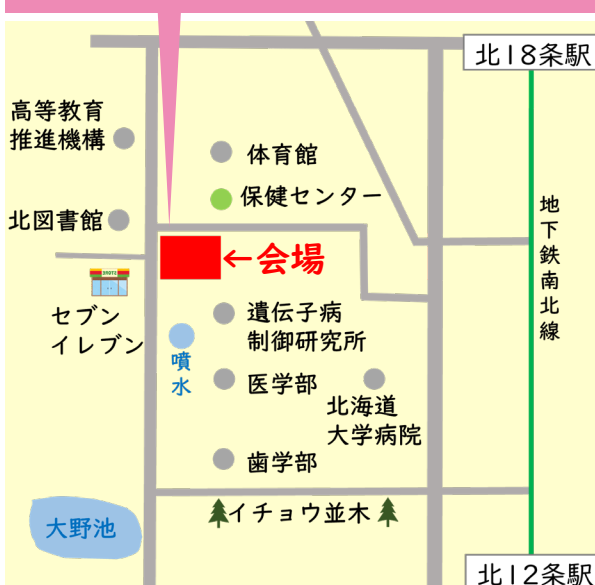 北18条駅
高等教育
推進機構
体育館
保健センター
北図書館
地下鉄南北線
←会場
セブン
イレブン
遺伝子病
制御研究所
噴水
医学部
北海道
大学病院
歯学部
イチョウ並木
大野池
北12条駅